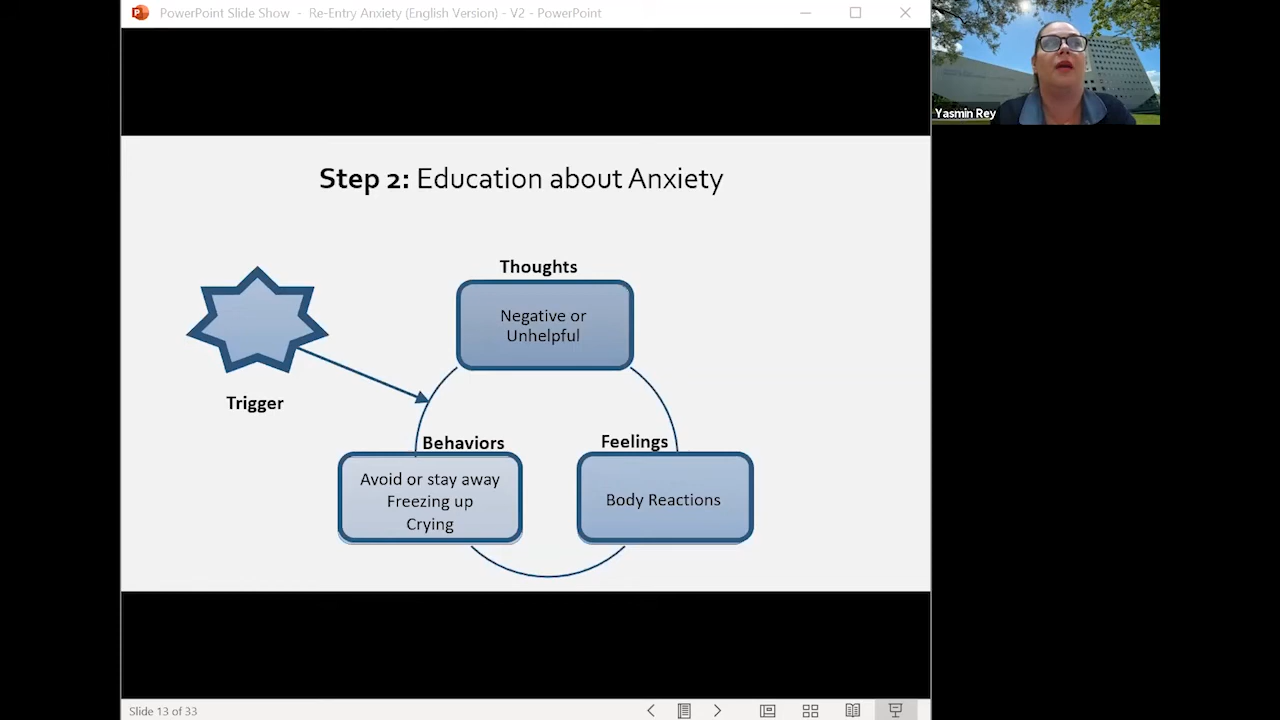 PowerPoint Slide Show - Re-Entry Anxiety (English Version) - V2 - PowerPoint
Yasmin Rey
Step 2: Education about Anxiety
Thoughts
Negative or
Unhelpful
Trigger
Behaviors
Avoid or stay away
Freezing up
Crying
Feelings
Body Reactions
Slide 13 of 33